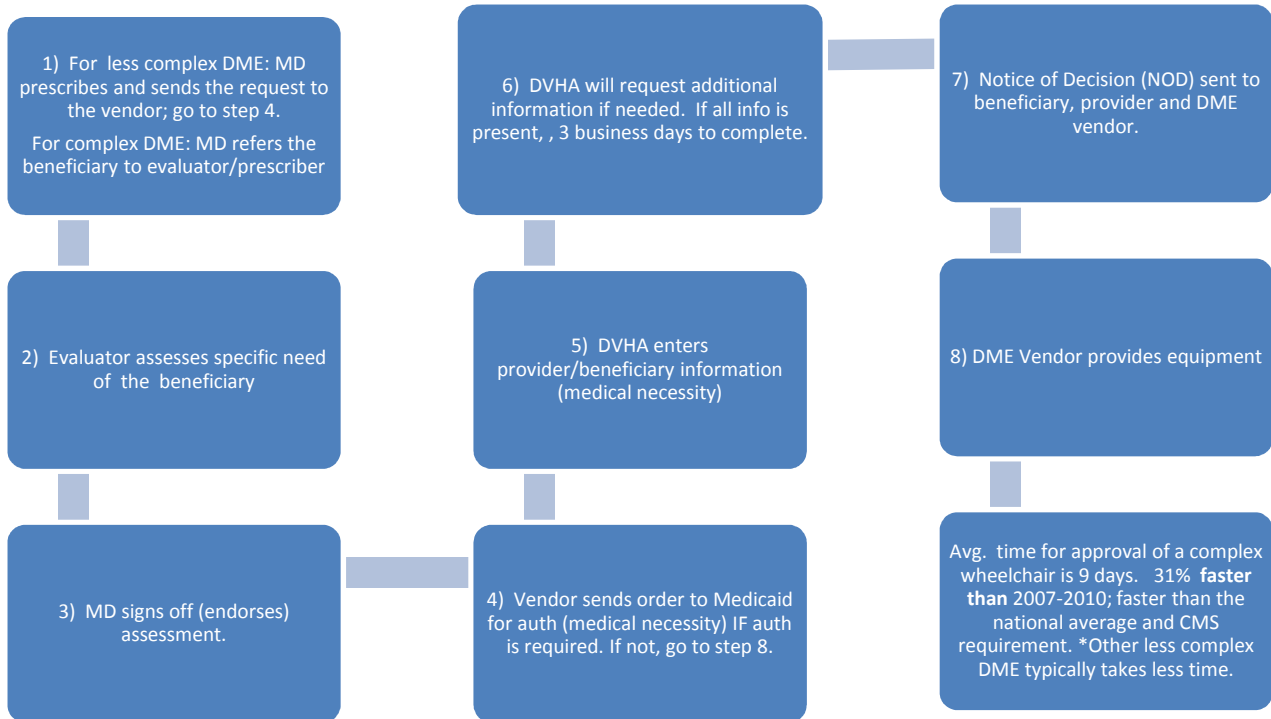 1) For less complex DME: MD
prescribes and sends the request to
the vendor; go to step 4.
For complex DME: MD refers the
beneficiary to evaluator/prescriber
2) Evaluator assesses specific need
of the beneficiary
3) MD signs off (endorses)
assessment.
4) Vendor sends order to Medicaid
for auth (medical necessity) IF auth
is required. If not, go to step 8.
5) DVHA enters
provider/beneficiary information
(medical necessity)
6) DVHA will request additional
information if needed. If all info is
present, , 3 business days to complete.
7) Notice of Decision (NOD) sent to
beneficiary, provider and DME
vendor.
8) DME Vendor provides equipment
Avg. time for approval of a complex
wheelchair is 9 days. 31% faster
than 2007-2010; faster than the
national average and CMS
requirement. *Other less complex
DME typically takes less time.